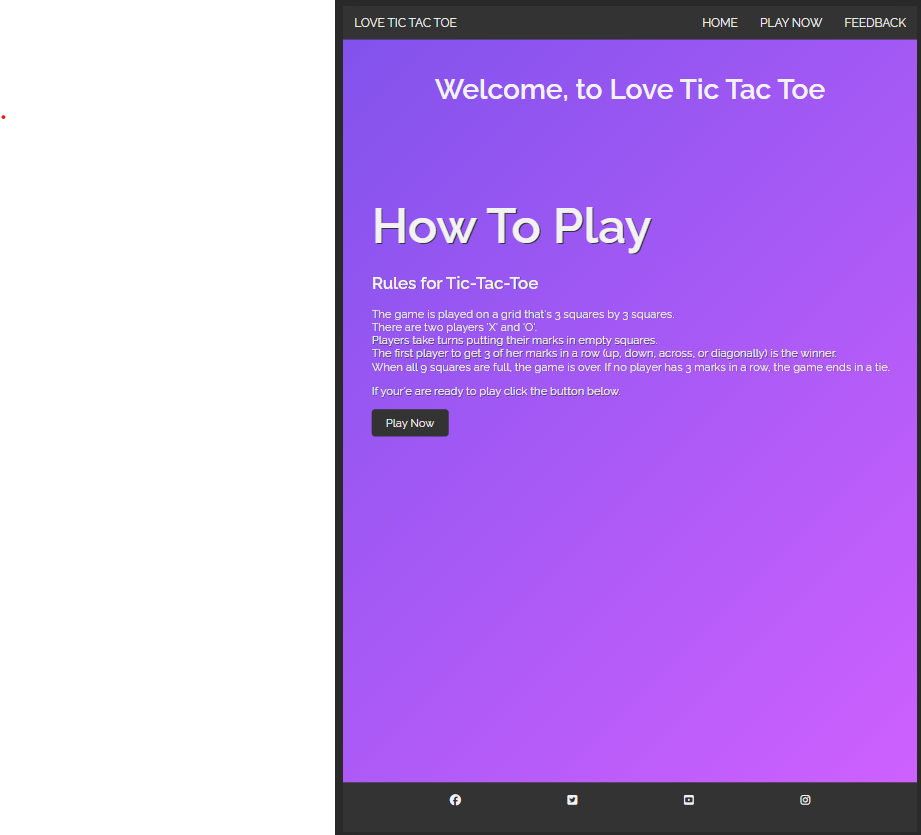 LOVE TIC TAC TOE
HOME
PLAY NOW
FEEDBACK
Welcome, to Love Tic Tac Toe
How To Play
Rules for Tic-Tac-Toe
The game is played on a grid that's 3 squares by 3 squares.
There are two players 'X' and 'O'.
Players take turns putting their marks in empty squares.
The first player to get 3 of her marks in a row (up, down, across, or diagonally) is the winner.
When all 9 squares are full, the game is over. If no player has 3 marks in a row, the game ends in a tie.
If your'e are ready to play click the button below.
Play Now